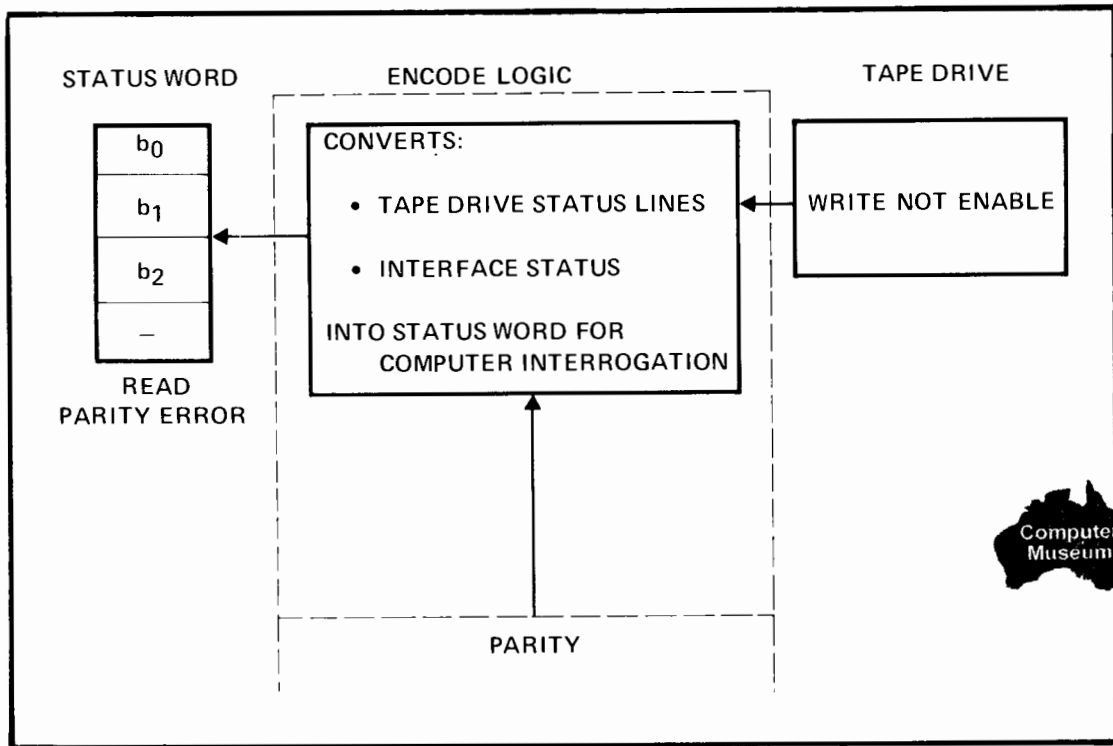 STATUS WORD
ENCODE LOGIC
TAPE DRIVE
b0
b1
b2
–
READ
PARITY ERROR
CONVERTS:
• TAPE DRIVE STATUS LINES
• INTERFACE STATUS
INTO STATUS WORD FOR
COMPUTER INTERROGATION
WRITE NOT ENABLE
PARITY
Computer
Museum